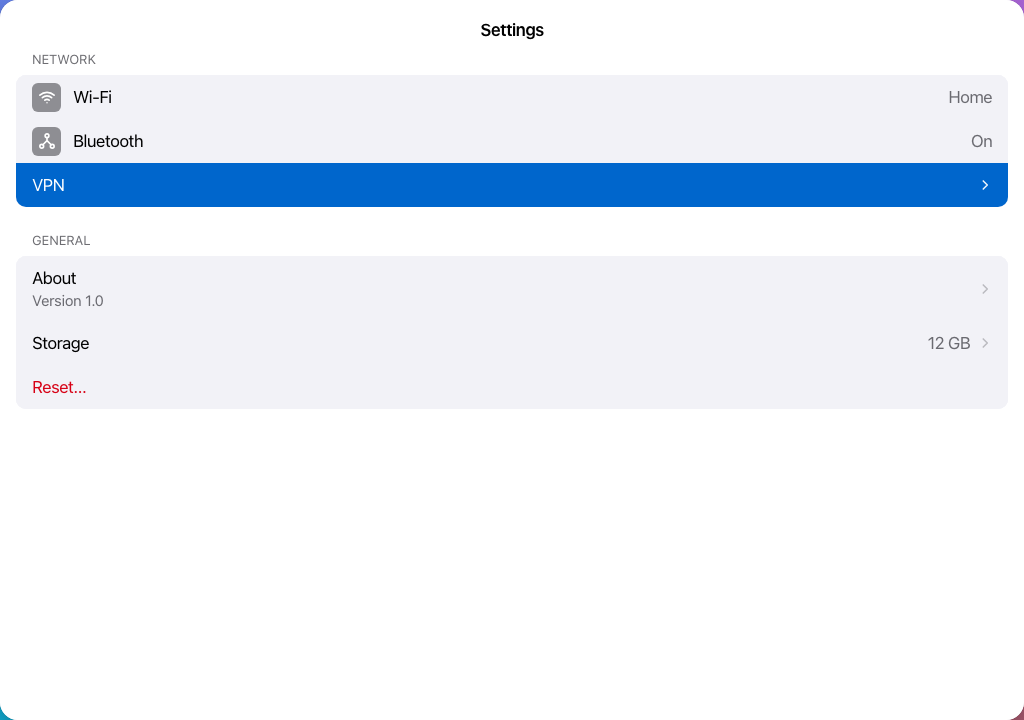 Settings
NETWORK
Wi-Fi Home
Bluetooth On
VPN
GENERAL
About
Version 1.0
Storage 12 GB
Reset...